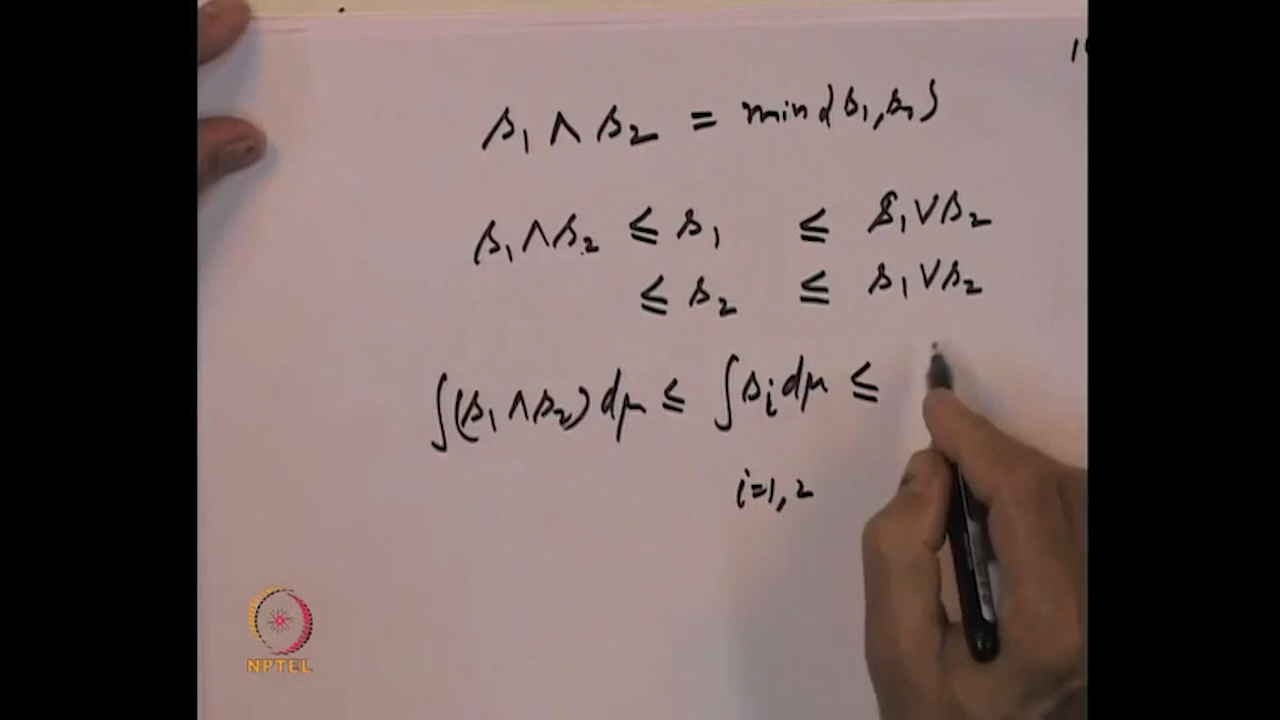 s₁ ∧ s₂ = min{s₁, s₂}
s₁ ∧ s₂ ≤ s₁ ≤ s₁ ∨ s₂
≤ s₂ ≤ s₁ ∨ s₂
∫(s₁ ∧ s₂) dμ ≤ ∫ sᵢ dμ ≤
i=1, 2
NPTEL